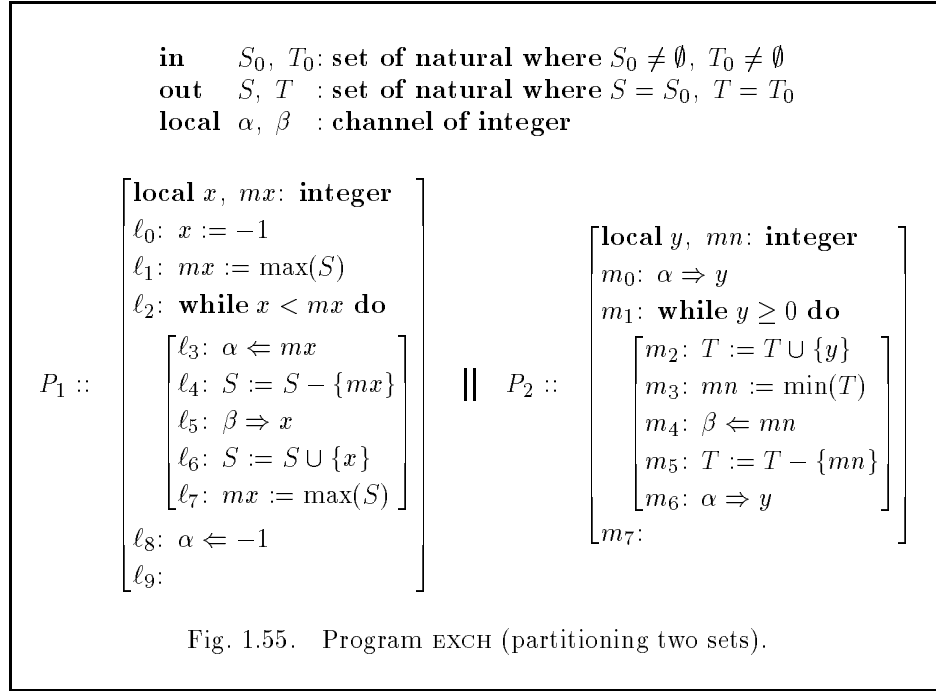 in S₀, T₀: set of natural where S₀ ≠ ∅, T₀ ≠ ∅
out S, T : set of natural where S = S₀, T = T₀
local α, β : channel of integer
P₁ ::
local x, mx: integer
ℓ₀: x := −1
ℓ₁: mx := max(S)
ℓ₂: while x < mx do
ℓ₃: α ⇐ mx
ℓ₄: S := S − {mx}
ℓ₅: β ⇒ x
ℓ₆: S := S ∪ {x}
ℓ₇: mx := max(S)
ℓ₈: α ⇐ −1
ℓ₉:
||
P₂ ::
local y, mn: integer
m₀: α ⇒ y
m₁: while y ≥ 0 do
m₂: T := T ∪ {y}
m₃: mn := min(T)
m₄: β ⇐ mn
m₅: T := T − {mn}
m₆: α ⇒ y
m₇:
Fig. 1.55. Program EXCH (partitioning two sets).